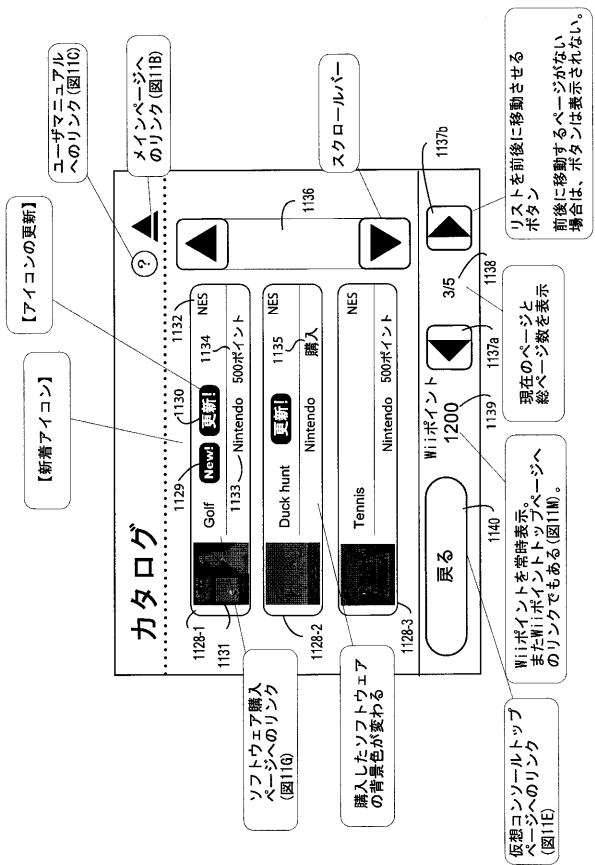 【新着アイコン】
【アイコンの更新】
ユーザマニュアル
へのリンク(図11C)
メインページへ
のリンク(図11B)
カタログ
?
1129
1130
1132
1128-1
New!
更新!
NES
Golf
1134
1131
1133
Nintendo
500ポイント
1128-2
Duck hunt
更新!
NES
1135
Nintendo
購入
1128-3
Tennis
NES
Nintendo
500ポイント
1136
スクロールバー
戻る
Wiiポイント
1200
3/5
1140
1139
1137a
1138
1137b
ソフトウェア購入
ページへのリンク
(図11G)
購入したソフトウェア
の背景色が変わる
仮想コンソールトップ
ページへのリンク
(図11E)
Wiiポイントを常時表示。
またWiiポイントトップページへ
のリンクでもある(図11M)。
現在のページと
総ページ数を表示
リストを前後に移動させる
ボタン
前後に移動するページがない
場合は、ボタンは表示されない。